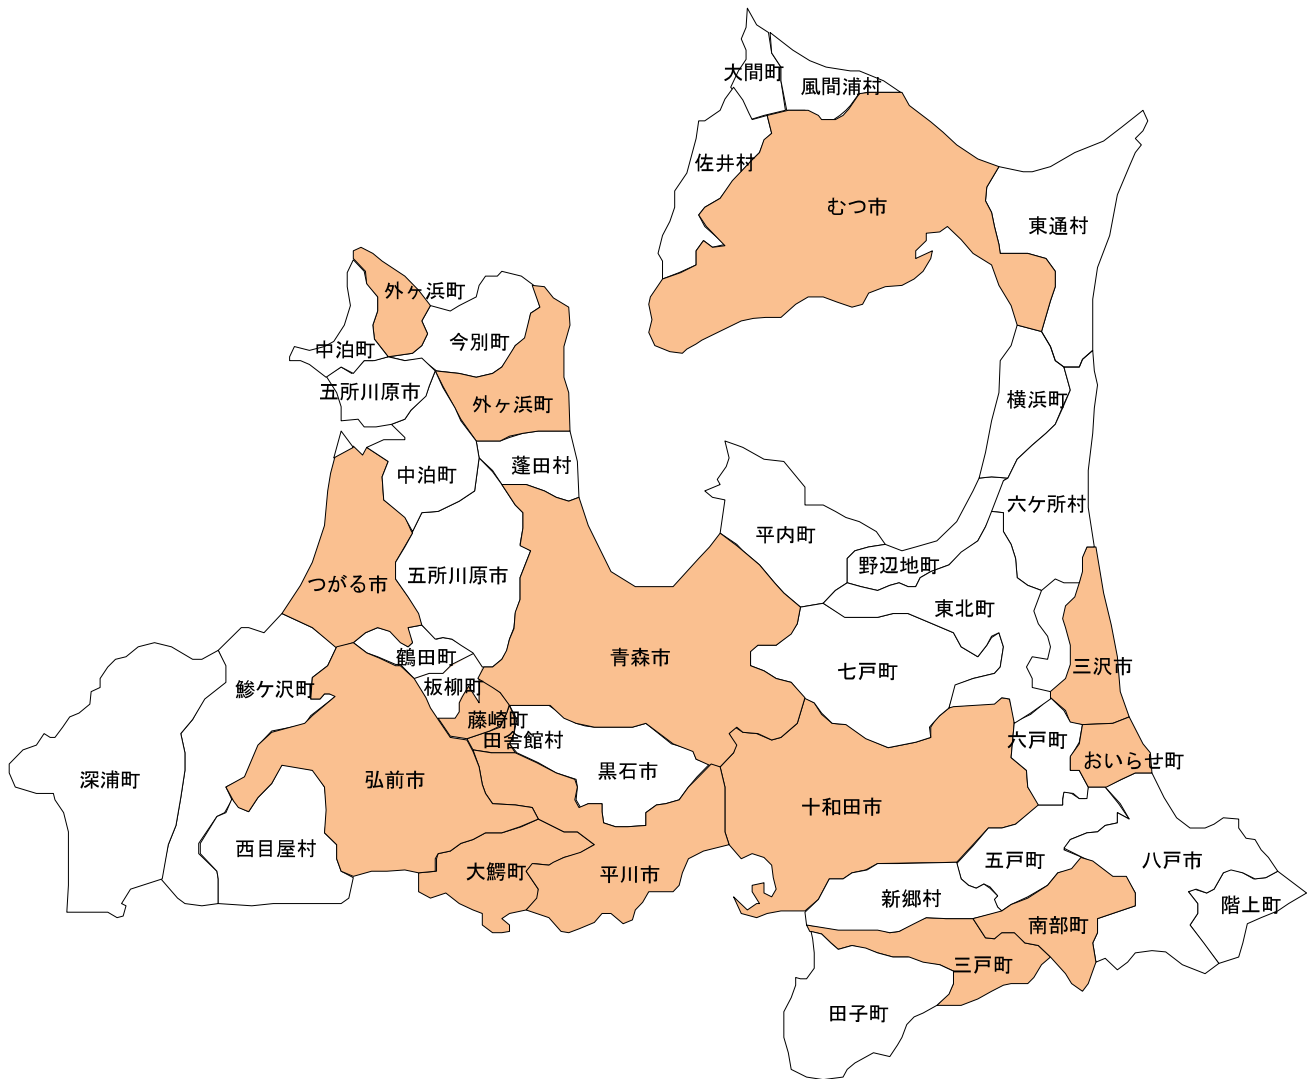 大間町
風間浦村
佐井村
むつ市
東通村
外ヶ浜町
今別町
中泊町
五所川原市
横浜町
外ヶ浜町
蓬田村
中泊町
六ケ所村
平内町
野辺地町
五所川原市
つがる市
東北町
青森市
鶴田町
七戸町
三沢市
板柳町
鰺ケ沢町
藤崎町
田舎館村
六戸町
おいらせ町
黒石市
深浦町
弘前市
十和田市
西目屋村
五戸町
八戸市
大鰐町
平川市
新郷村
階上町
南部町
三戸町
田子町